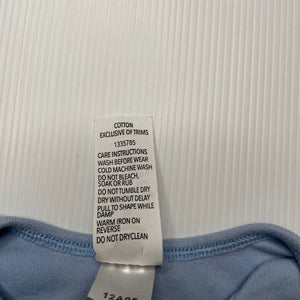 COTTON
EXCLUSIVE OF TRIMS
1335785
CARE INSTRUCTIONS
WASH BEFORE WEAR
COLD MACHINE WASH
DO NOT BLEACH,
SOAK OR RUB
DO NOT TUMBLE DRY
DRY WITHOUT DELAY
PULL TO SHAPE WHILE
DAMP
WARM IRON ON
REVERSE
DO NOT DRYCLEAN